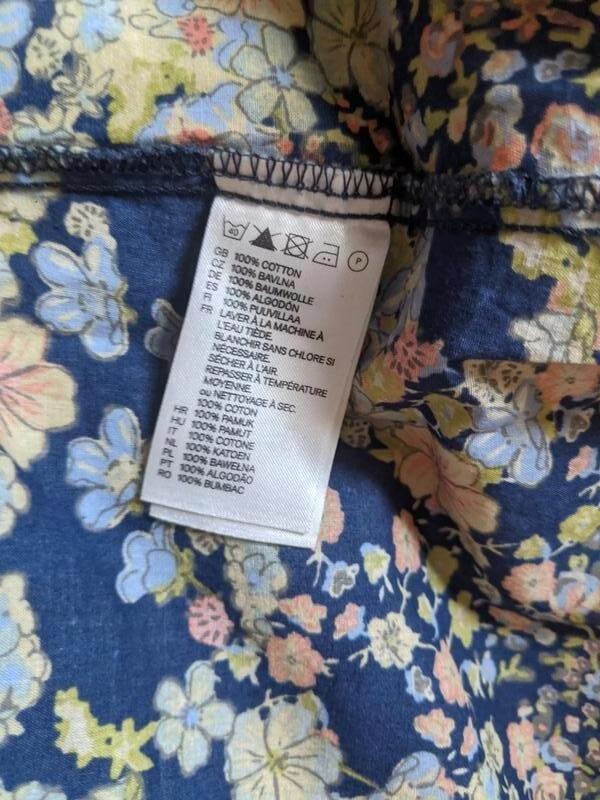 40 P
GB 100% COTTON
CZ 100% BAVLNA
DE 100% BAUMWOLLE
ES 100% ALGODÓN
FI 100% PUUVILLAA
FR LAVER À LA MACHINE À
L'EAU TIÈDE.
BLANCHIR SANS CHLORE SI
NÉCESSAIRE.
SÉCHER À L'AIR.
REPASSER À TEMPÉRATURE
MOYENNE.
OU NETTOYAGE À SEC.
100% COTON
HR 100% PAMUK
HU 100% PAMUT
IT 100% COTONE
NL 100% KATOEN
PL 100% BAWEŁNA
PT 100% ALGODÃO
RO 100% BUMBAC